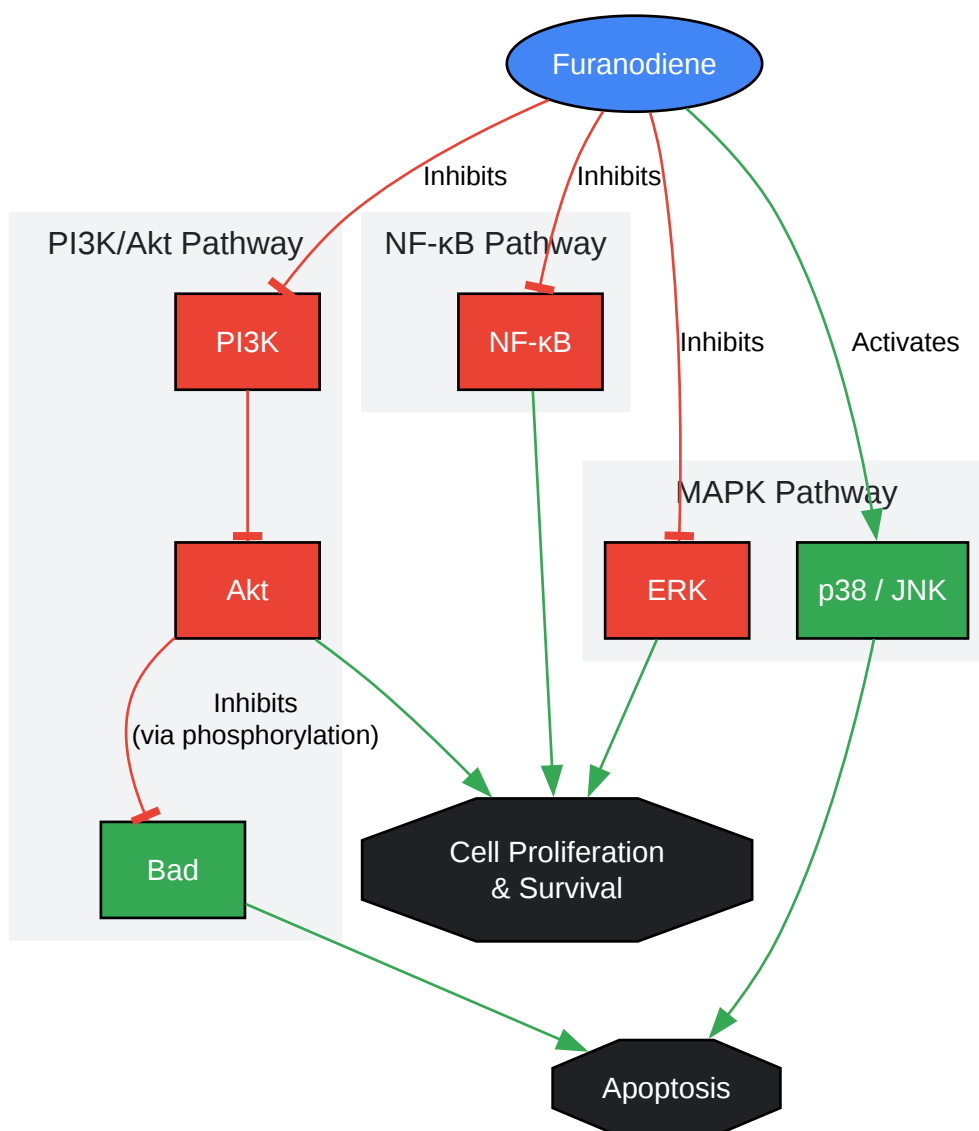 Furanodiene
Inhibits
Inhibits
PI3K/Akt Pathway
NF-κB Pathway
PI3K
NF-κB
Inhibits
Activates
MAPK Pathway
Akt
ERK
p38 / JNK
Inhibits
(via phosphorylation)
Bad
Cell Proliferation
& Survival
Apoptosis